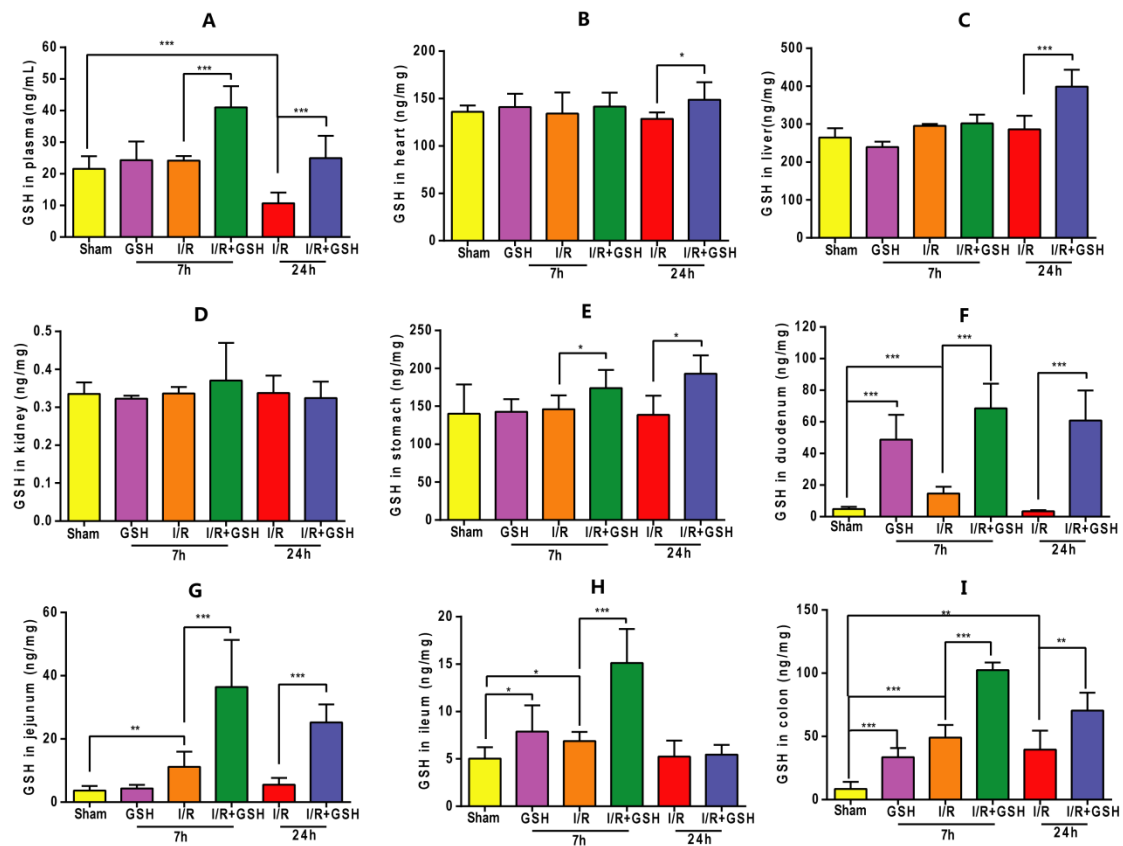 A
GSH in plasma(ng/mL)
60
50
40
30
20
10
0
***
***
***
Sham GSH I/R I/R+GSH I/R I/R+GSH
7h 24h
B
GSH in heart (ng/mg)
200
150
100
50
0
*
Sham GSH I/R I/R+GSH I/R I/R+GSH
7h 24h
C
GSH in liver(ng/mg)
500
400
300
200
100
0
***
Sham GSH I/R I/R+GSH I/R I/R+GSH
7h 24h
D
GSH in kidney (ng/mg)
0.5
0.4
0.3
0.2
0.1
0.0
Sham GSH I/R I/R+GSH I/R I/R+GSH
7h 24h
E
GSH in stomach (ng/mg)
250
200
150
100
50
0
*
*
Sham GSH I/R I/R+GSH I/R I/R+GSH
7h 24h
F
GSH in duodenum (ng/mg)
120
100
80
60
40
20
0
***
***
***
***
Sham GSH I/R I/R+GSH I/R I/R+GSH
7h 24h
G
GSH in jejunum (ng/mg)
60
40
20
0
**
***
***
Sham GSH I/R I/R+GSH I/R I/R+GSH
7h 24h
H
GSH in ileum (ng/mg)
20
15
10
5
0
*
*
***
Sham GSH I/R I/R+GSH I/R I/R+GSH
7h 24h
I
GSH in colon (ng/mg)
150
100
50
0
**
***
**
***
***
Sham GSH I/R I/R+GSH I/R I/R+GSH
7h 24h